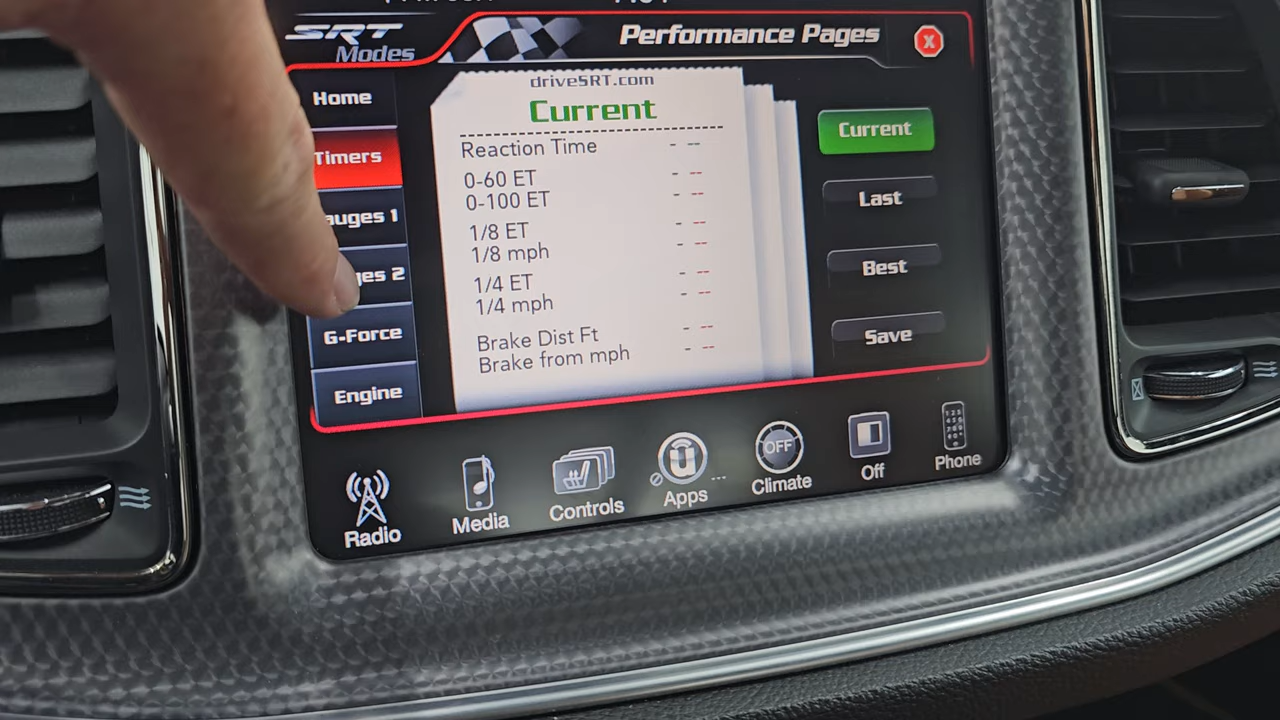 SRT
Modes
Performance Pages
X
Home
Timers
auges 1
ges 2
G-Force
Engine
driveSRT.com
Current
Reaction Time - --
0-60 ET - --
0-100 ET - --
1/8 ET - --
1/8 mph - --
1/4 ET - --
1/4 mph - --
Brake Dist Ft - --
Brake from mph - --
Current
Last
Best
Save
Radio
Media
Controls
Apps ...
OFF
Climate
Off
Phone